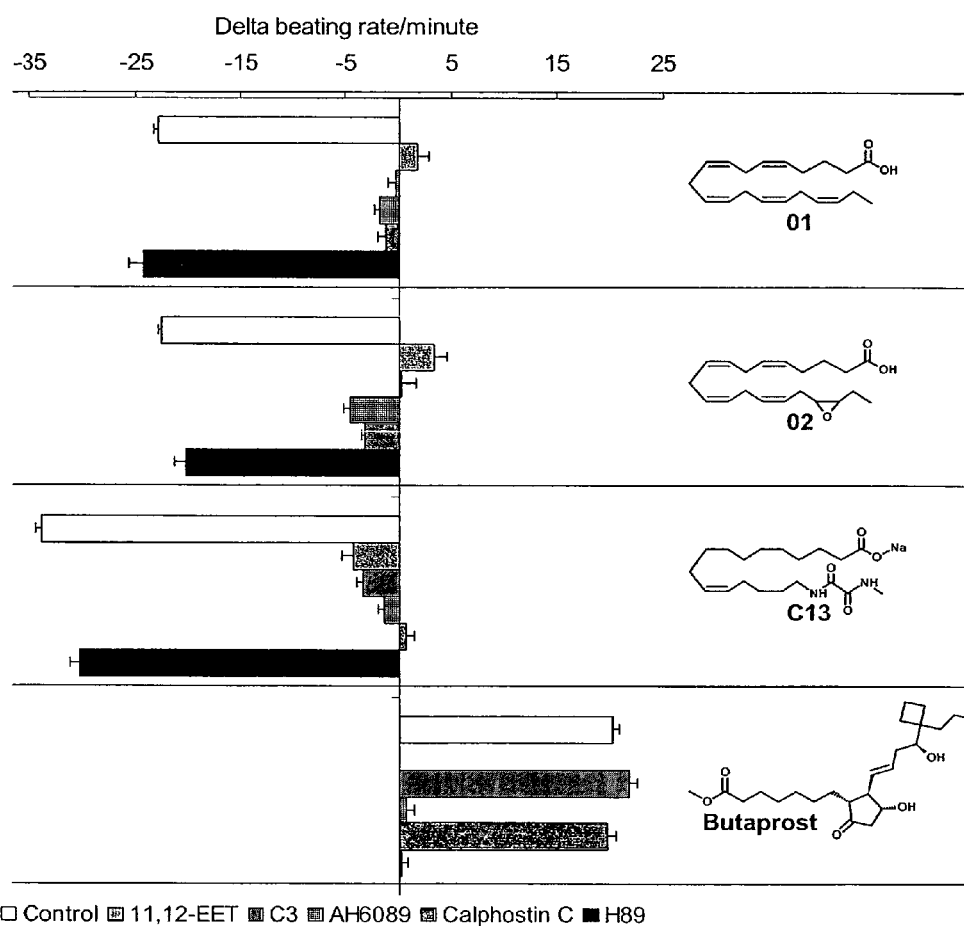 Delta beating rate/minute
-35 -25 -15 -5 5 15 25
O
OH
01
O
OH
O
02
O
O Na
O
NH
NH
O
C13
OH
O
O
OH
O
Butaprost
Control 11,12-EET C3 AH6089 Calphostin C H89